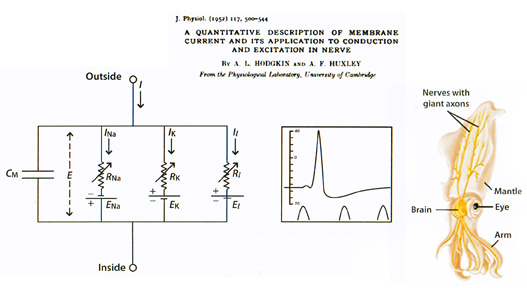 J. Physiol. (1952) 117, 500-544
A QUANTITATIVE DESCRIPTION OF MEMBRANE
CURRENT AND ITS APPLICATION TO CONDUCTION
AND EXCITATION IN NERVE
BY A. L. HODGKIN AND A. F. HUXLEY
From the Physiological Laboratory, University of Cambridge
Outside
I
INa
IK
Il
CM
E
RNa
RK
Rl
− + +
+ − −
ENa
EK
El
Inside
0
70
Nerves with
giant axons
Mantle
Brain
Eye
Arm